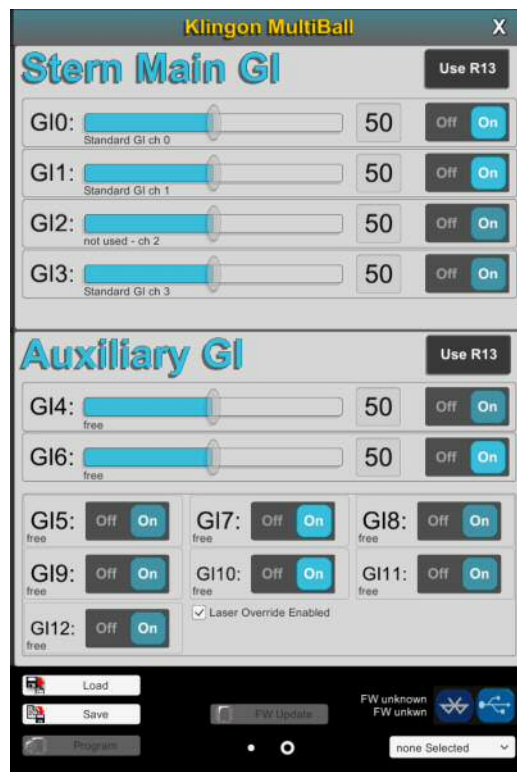 Klingon MultiBall X
Stern Main GI Use R13
GI0: 50 Off On
Standard GI ch 0
GI1: 50 Off On
Standard GI ch 1
GI2: 50 Off On
not used - ch 2
GI3: 50 Off On
Standard GI ch 3
Auxiliary GI Use R13
GI4: 50 Off On
free
GI6: 50 Off On
free
GI5: Off On GI7: Off On GI8: Off On
free free free
GI9: Off On GI10: Off On GI11: Off On
free free free
GI12: Off On Laser Override Enabled
free
Load
Save FW Update FW unknown
FW unkwn
Program none Selected